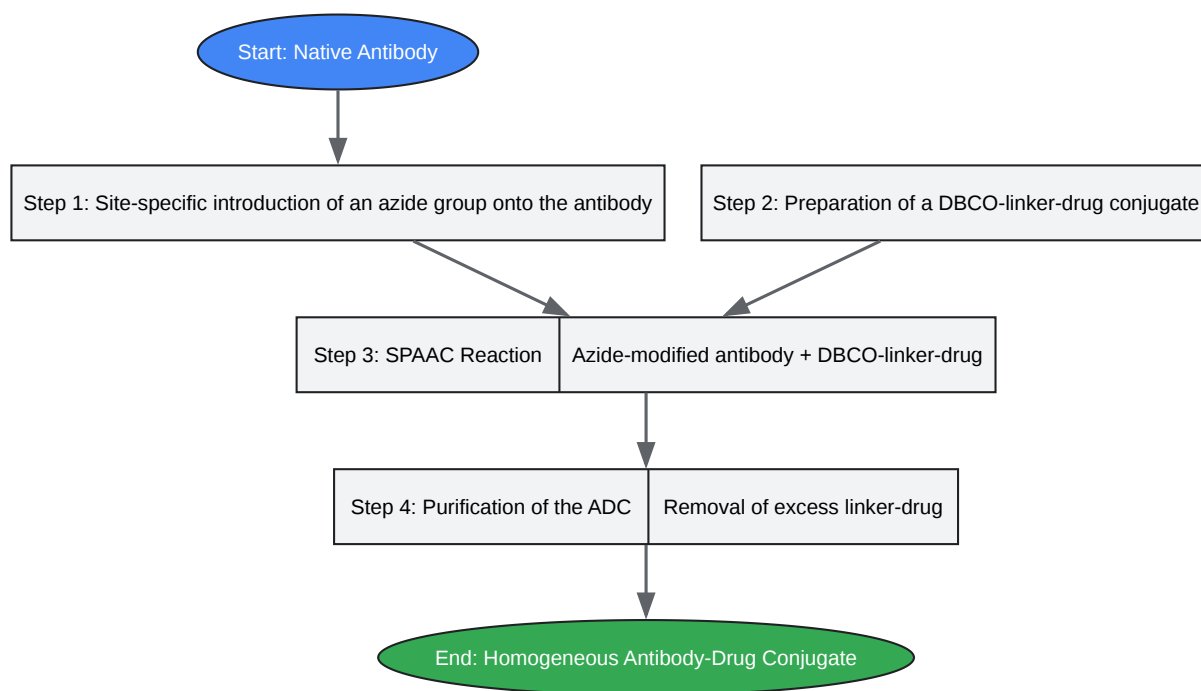 Start: Native Antibody
Step 1: Site-specific introduction of an azide group onto the antibody
Step 2: Preparation of a DBCO-linker-drug conjugate
Step 3: SPAAC Reaction
Azide-modified antibody + DBCO-linker-drug
Step 4: Purification of the ADC
Removal of excess linker-drug
End: Homogeneous Antibody-Drug Conjugate